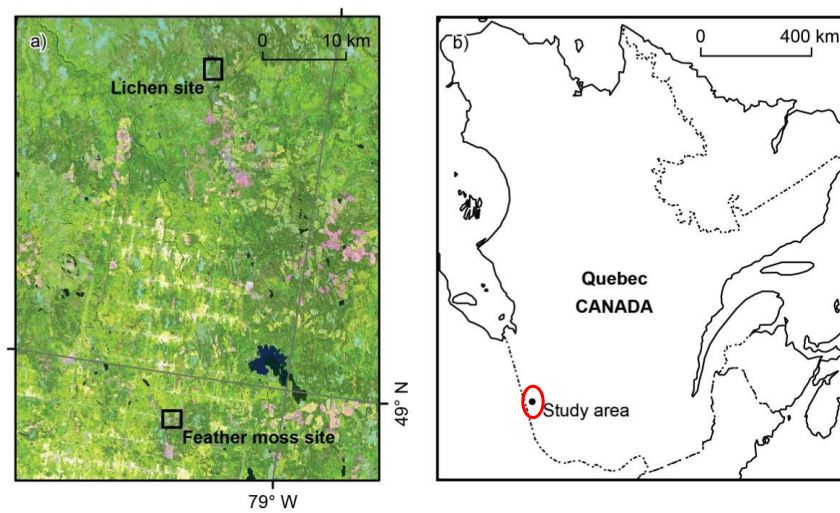 a)
0 10 km
Lichen site
Feather moss site
49° N
79° W
b)
0 400 km
Quebec
CANADA
Study area